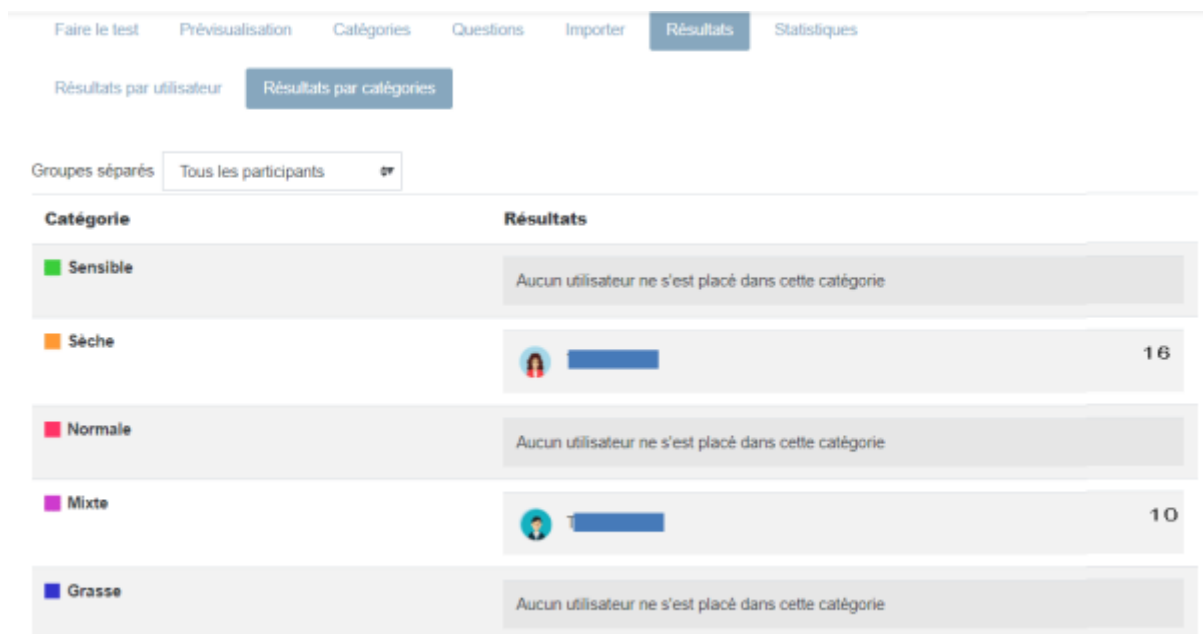 Faire le test Prévisualisation Catégories Questions Importer Résultats Statistiques
Résultats par utilisateur Résultats par catégories
Groupes séparés Tous les participants
Catégorie Résultats
Sensible Aucun utilisateur ne s'est placé dans cette catégorie
Sèche 16
Normale Aucun utilisateur ne s'est placé dans cette catégorie
Mixte T 10
Grasse Aucun utilisateur ne s'est placé dans cette catégorie